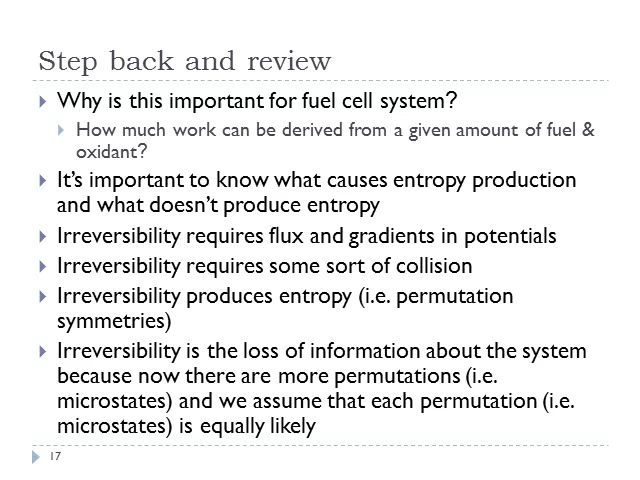 Step back and review
Why is this important for fuel cell system?
How much work can be derived from a given amount of fuel &
oxidant?
It's important to know what causes entropy production
and what doesn't produce entropy
Irreversibility requires flux and gradients in potentials
Irreversibility requires some sort of collision
Irreversibility produces entropy (i.e. permutation
symmetries)
Irreversibility is the loss of information about the system
because now there are more permutations (i.e.
microstates) and we assume that each permutation (i.e.
microstates) is equally likely
17